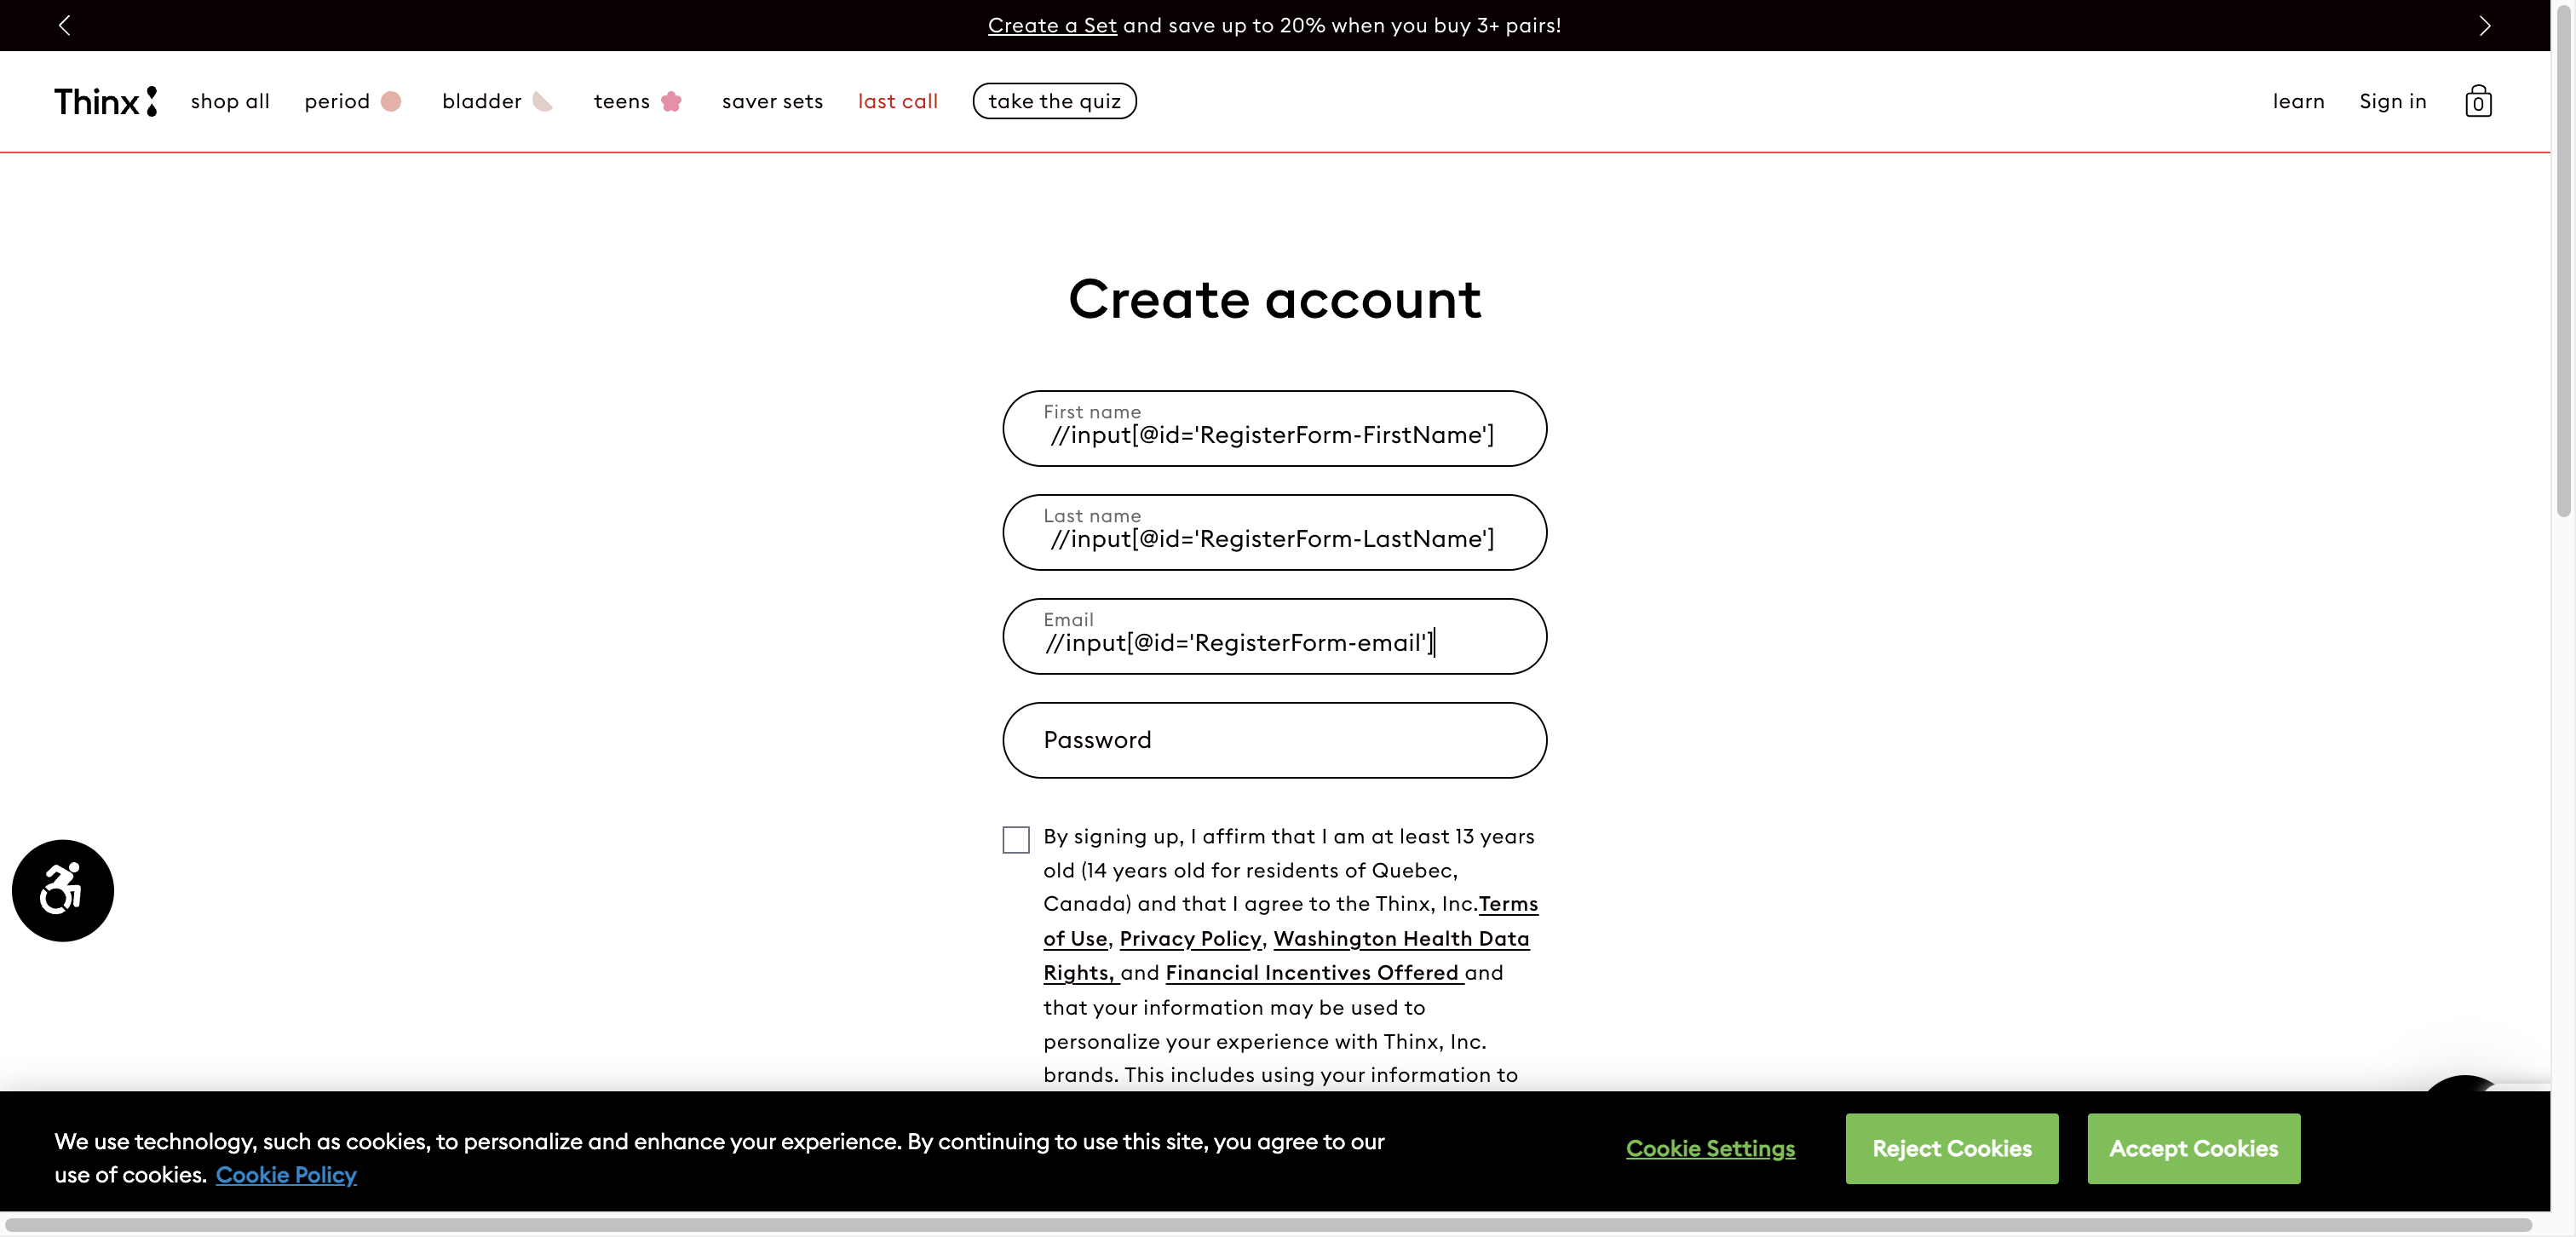 Create a Set and save up to 20% when you buy 3+ pairs!
Thinx shop all period bladder teens saver sets last call take the quiz learn Sign in 0
Create account
First name
//input[@id='RegisterForm-FirstName']
Last name
//input[@id='RegisterForm-LastName']
Email
//input[@id='RegisterForm-email']
Password
By signing up, I affirm that I am at least 13 years
old (14 years old for residents of Quebec,
Canada) and that I agree to the Thinx, Inc.Terms
of Use, Privacy Policy, Washington Health Data
Rights, and Financial Incentives Offered and
that your information may be used to
personalize your experience with Thinx, Inc.
brands. This includes using your information to
We use technology, such as cookies, to personalize and enhance your experience. By continuing to use this site, you agree to our
use of cookies. Cookie Policy
Cookie Settings Reject Cookies Accept Cookies